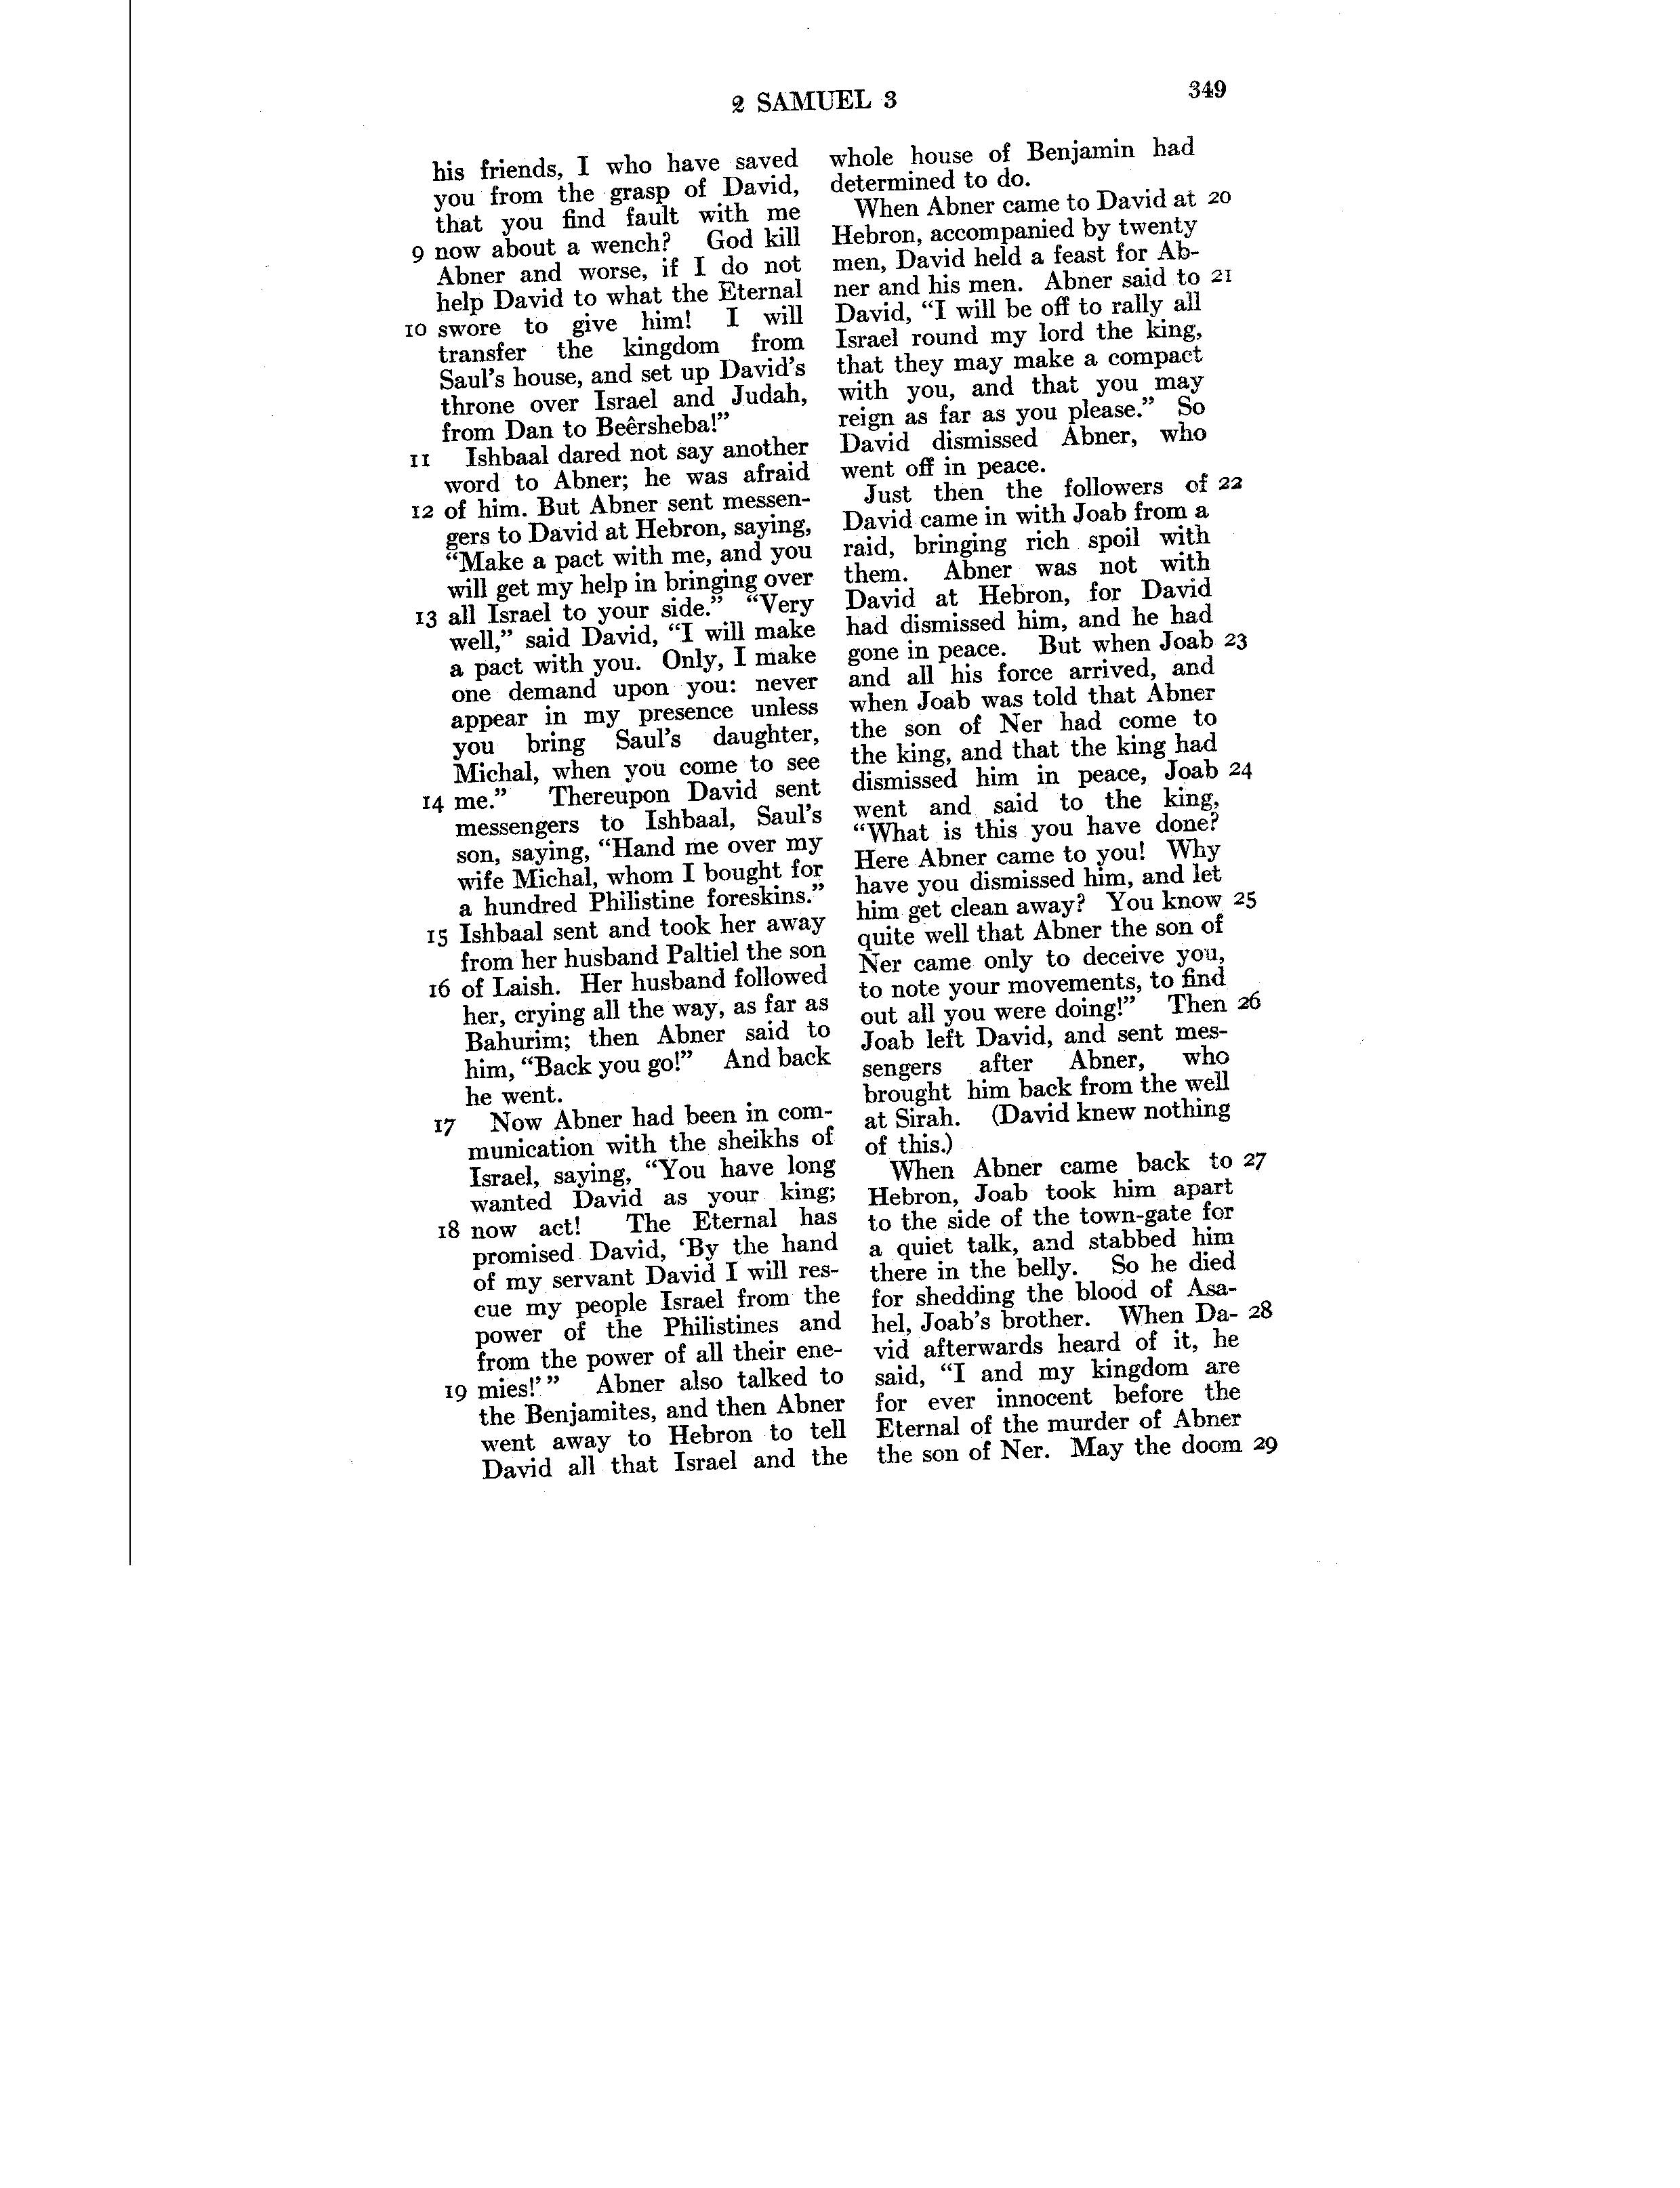 2 SAMUEL 3
349
his friends, I who have saved
you from the grasp of David,
that you find fault with me
9 now about a wench? God kill
Abner and worse, if I do not
help David to what the Eternal
10 swore to give him! I will
transfer the kingdom from
Saul's house, and set up David's
throne over Israel and Judah,
from Dan to Beêrsheba!"
11 Ishbaal dared not say another
word to Abner; he was afraid
12 of him. But Abner sent messen-
gers to David at Hebron, saying,
"Make a pact with me, and you
will get my help in bringing over
13 all Israel to your side." "Very
well," said David, "I will make
a pact with you. Only, I make
one demand upon you: never
appear in my presence unless
you bring Saul's daughter,
Michal, when you come to see
14 me." Thereupon David sent
messengers to Ishbaal, Saul's
son, saying, "Hand me over my
wife Michal, whom I bought for
a hundred Philistine foreskins."
15 Ishbaal sent and took her away
from her husband Paltiel the son
16 of Laish. Her husband followed
her, crying all the way, as far as
Bahurim; then Abner said to
him, "Back you go!" And back
he went.
17 Now Abner had been in com-
munication with the sheikhs of
Israel, saying, "You have long
wanted David as your king;
18 now act! The Eternal has
promised David, 'By the hand
of my servant David I will res-
cue my people Israel from the
power of the Philistines and
from the power of all their ene-
19 mies!' " Abner also talked to
the Benjamites, and then Abner
went away to Hebron to tell
David all that Israel and the
whole house of Benjamin had
determined to do.
When Abner came to David at 20
Hebron, accompanied by twenty
men, David held a feast for Ab-
ner and his men. Abner said to 21
David, "I will be off to rally all
Israel round my lord the king,
that they may make a compact
with you, and that you may
reign as far as you please." So
David dismissed Abner, who
went off in peace.
Just then the followers of 22
David came in with Joab from a
raid, bringing rich spoil with
them. Abner was not with
David at Hebron, for David
had dismissed him, and he had
gone in peace. But when Joab 23
and all his force arrived, and
when Joab was told that Abner
the son of Ner had come to
the king, and that the king had
dismissed him in peace, Joab 24
went and said to the king,
"What is this you have done?
Here Abner came to you! Why
have you dismissed him, and let
him get clean away? You know 25
quite well that Abner the son of
Ner came only to deceive you,
to note your movements, to find
out all you were doing!" Then 26
Joab left David, and sent mes-
sengers after Abner, who
brought him back from the well
at Sirah. (David knew nothing
of this.)
When Abner came back to 27
Hebron, Joab took him apart
to the side of the town-gate for
a quiet talk, and stabbed him
there in the belly. So he died
for shedding the blood of Asa-
hel, Joab's brother. When Da- 28
vid afterwards heard of it, he
said, "I and my kingdom are
for ever innocent before the
Eternal of the murder of Abner
the son of Ner. May the doom 29